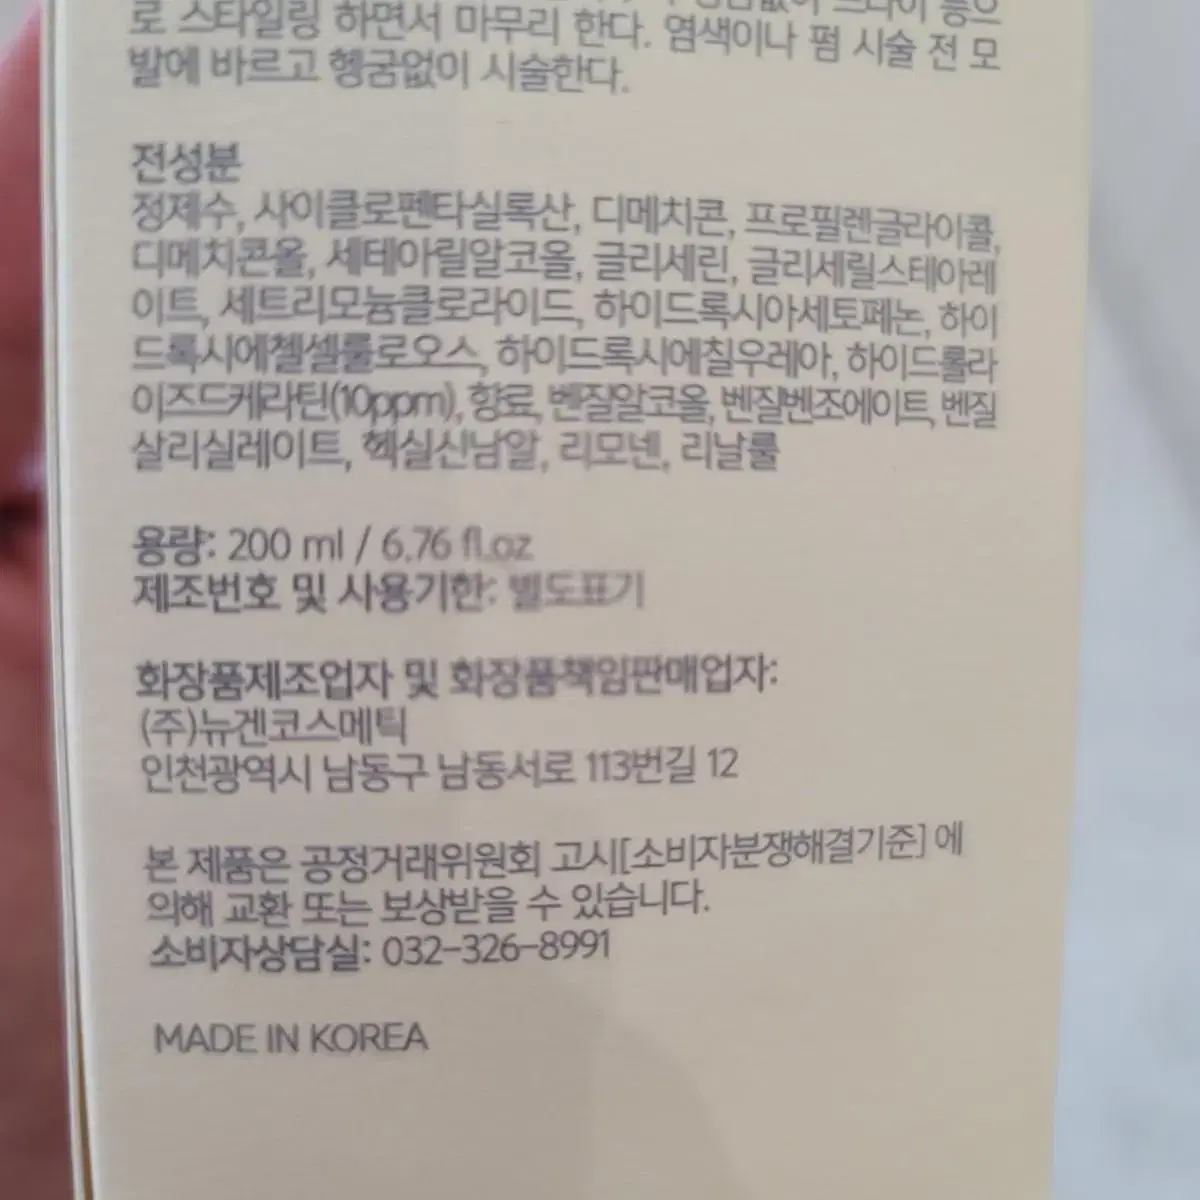 로 스타일링 하면서 마무리 한다. 염색이나 펌 시술 전 모
발에 바르고 헹굼없이 시술한다.
전성분
정제수, 사이클로펜타실록산, 디메치콘, 프로필렌글라이콜,
디메치콘올, 세테아릴알코올, 글리세린, 글리세릴스테아레
이트, 세트리모늄클로라이드, 하이드록시아세토페논, 하이
드록시에첼셀룰로오스, 하이드록시에칠우레아, 하이드롤라
이즈드케라틴(10ppm), 향료, 벤질알코올, 벤질벤조에이트, 벤질
살리실레이트, 헥실신남알, 리모넨, 리날룰
용량: 200 ml / 6.76 fl.oz
제조번호 및 사용기한: 별도표기
화장품제조업자 및 화장품책임판매업자:
(주)뉴겐코스메틱
인천광역시 남동구 남동서로 113번길 12
본 제품은 공정거래위원회 고시[소비자분쟁해결기준] 에
의해 교환 또는 보상받을 수 있습니다.
소비자상담실: 032-326-8991
MADE IN KOREA